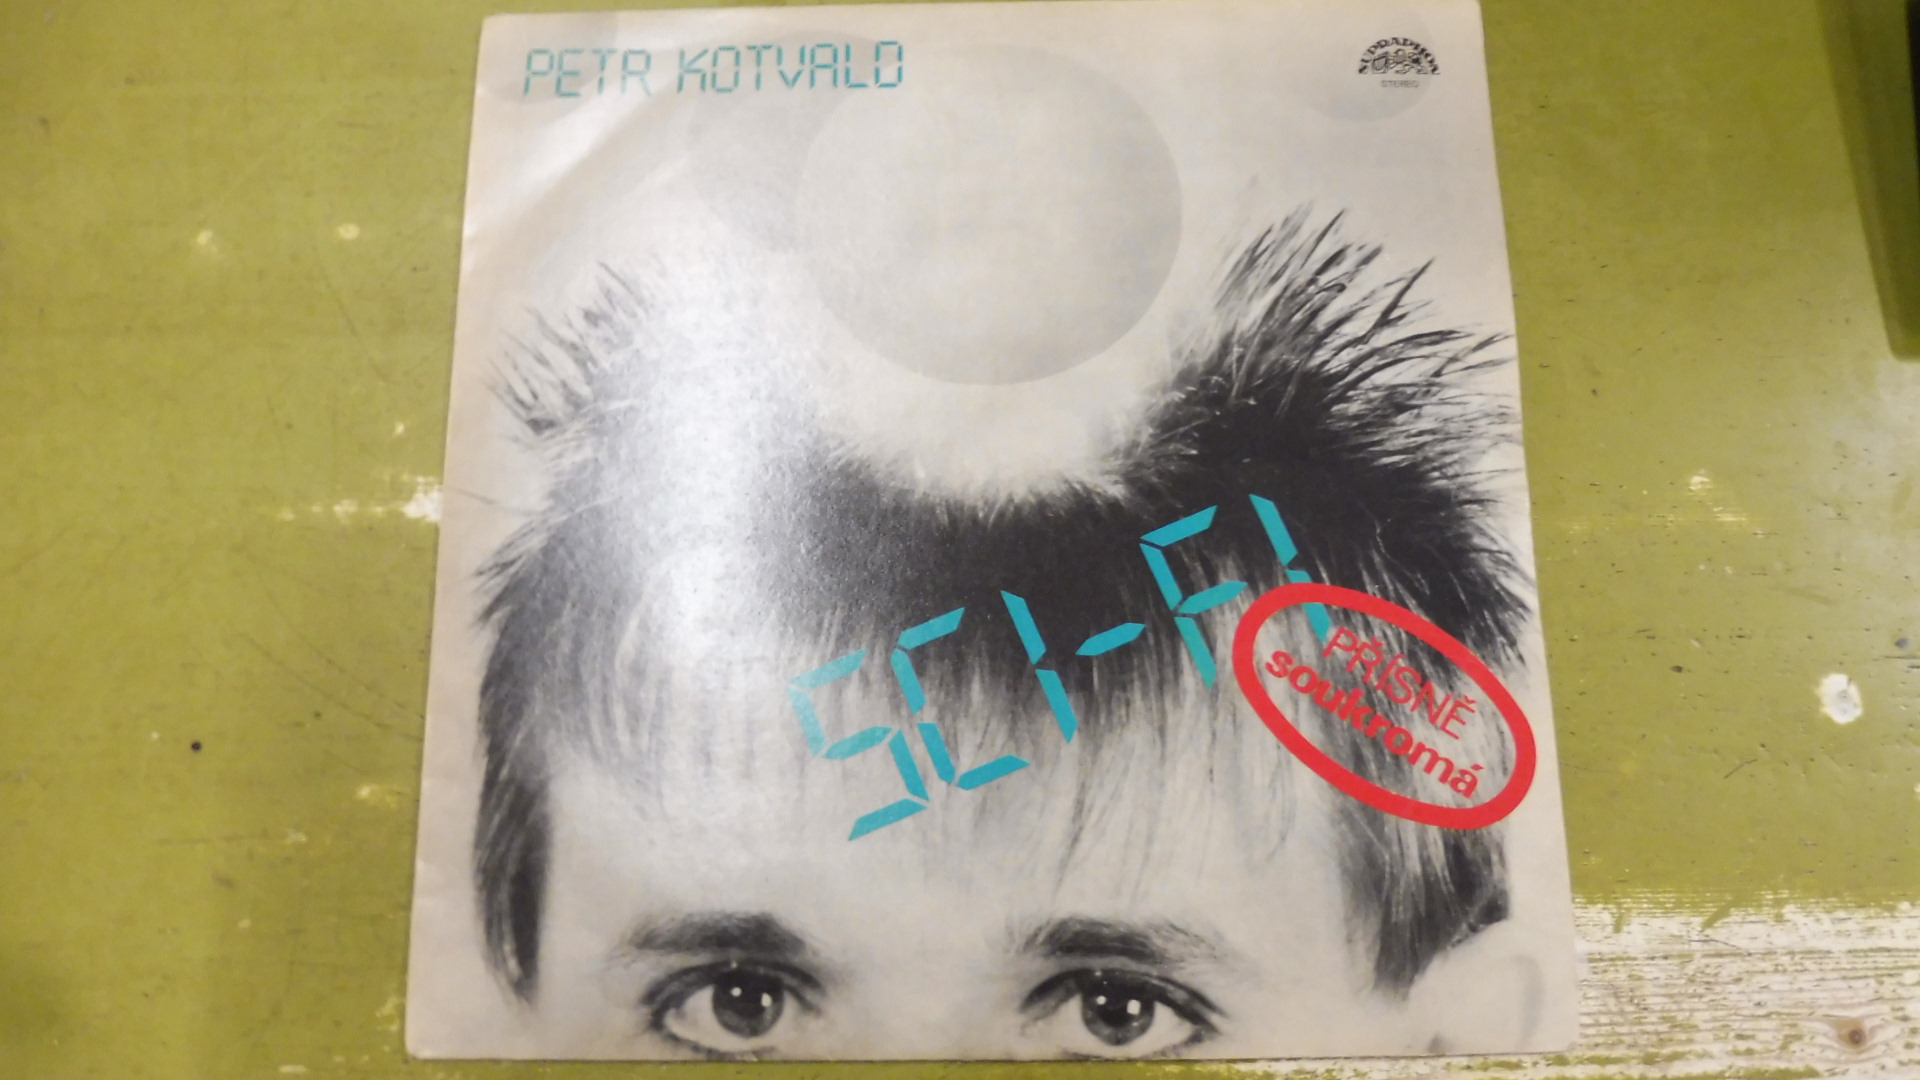 PETR KOTVALD
SUPRAPHON
STEREO
SCI-FI
PŘÍSNĚ
soukromá